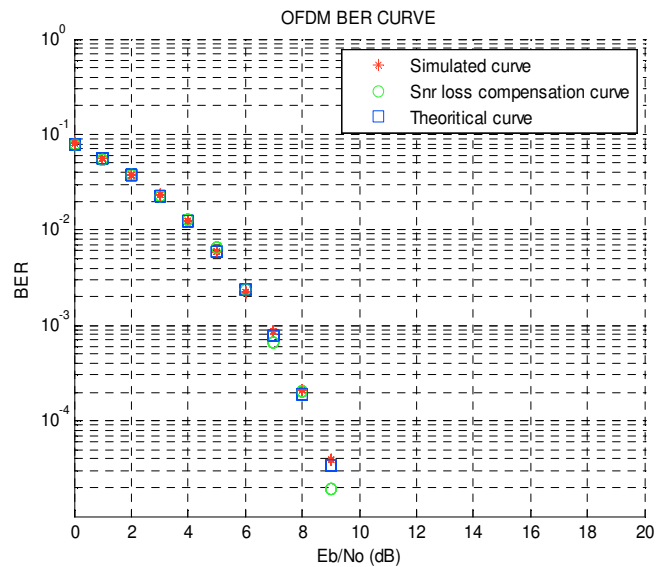 OFDM BER CURVE
Simulated curve
Snr loss compensation curve
Theoritical curve
BER
10^0
10^-1
10^-2
10^-3
10^-4
0 2 4 6 8 10 12 14 16 18 20
Eb/No (dB)